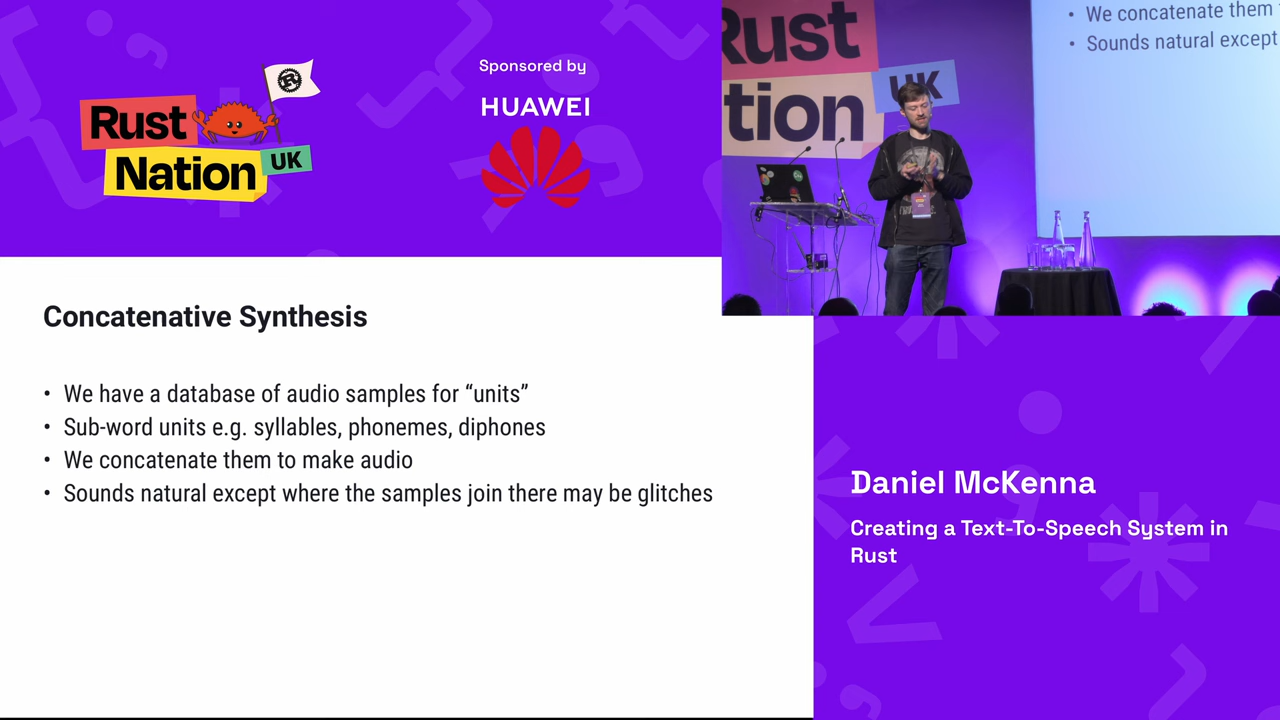 Rust
Nation
UK
Sponsored by
HUAWEI
Rust
tion
UK
• We concatenate them
• Sounds natural except
Concatenative Synthesis
• We have a database of audio samples for “units”
• Sub-word units e.g. syllables, phonemes, diphones
• We concatenate them to make audio
• Sounds natural except where the samples join there may be glitches
Daniel McKenna
Creating a Text-To-Speech System in
Rust